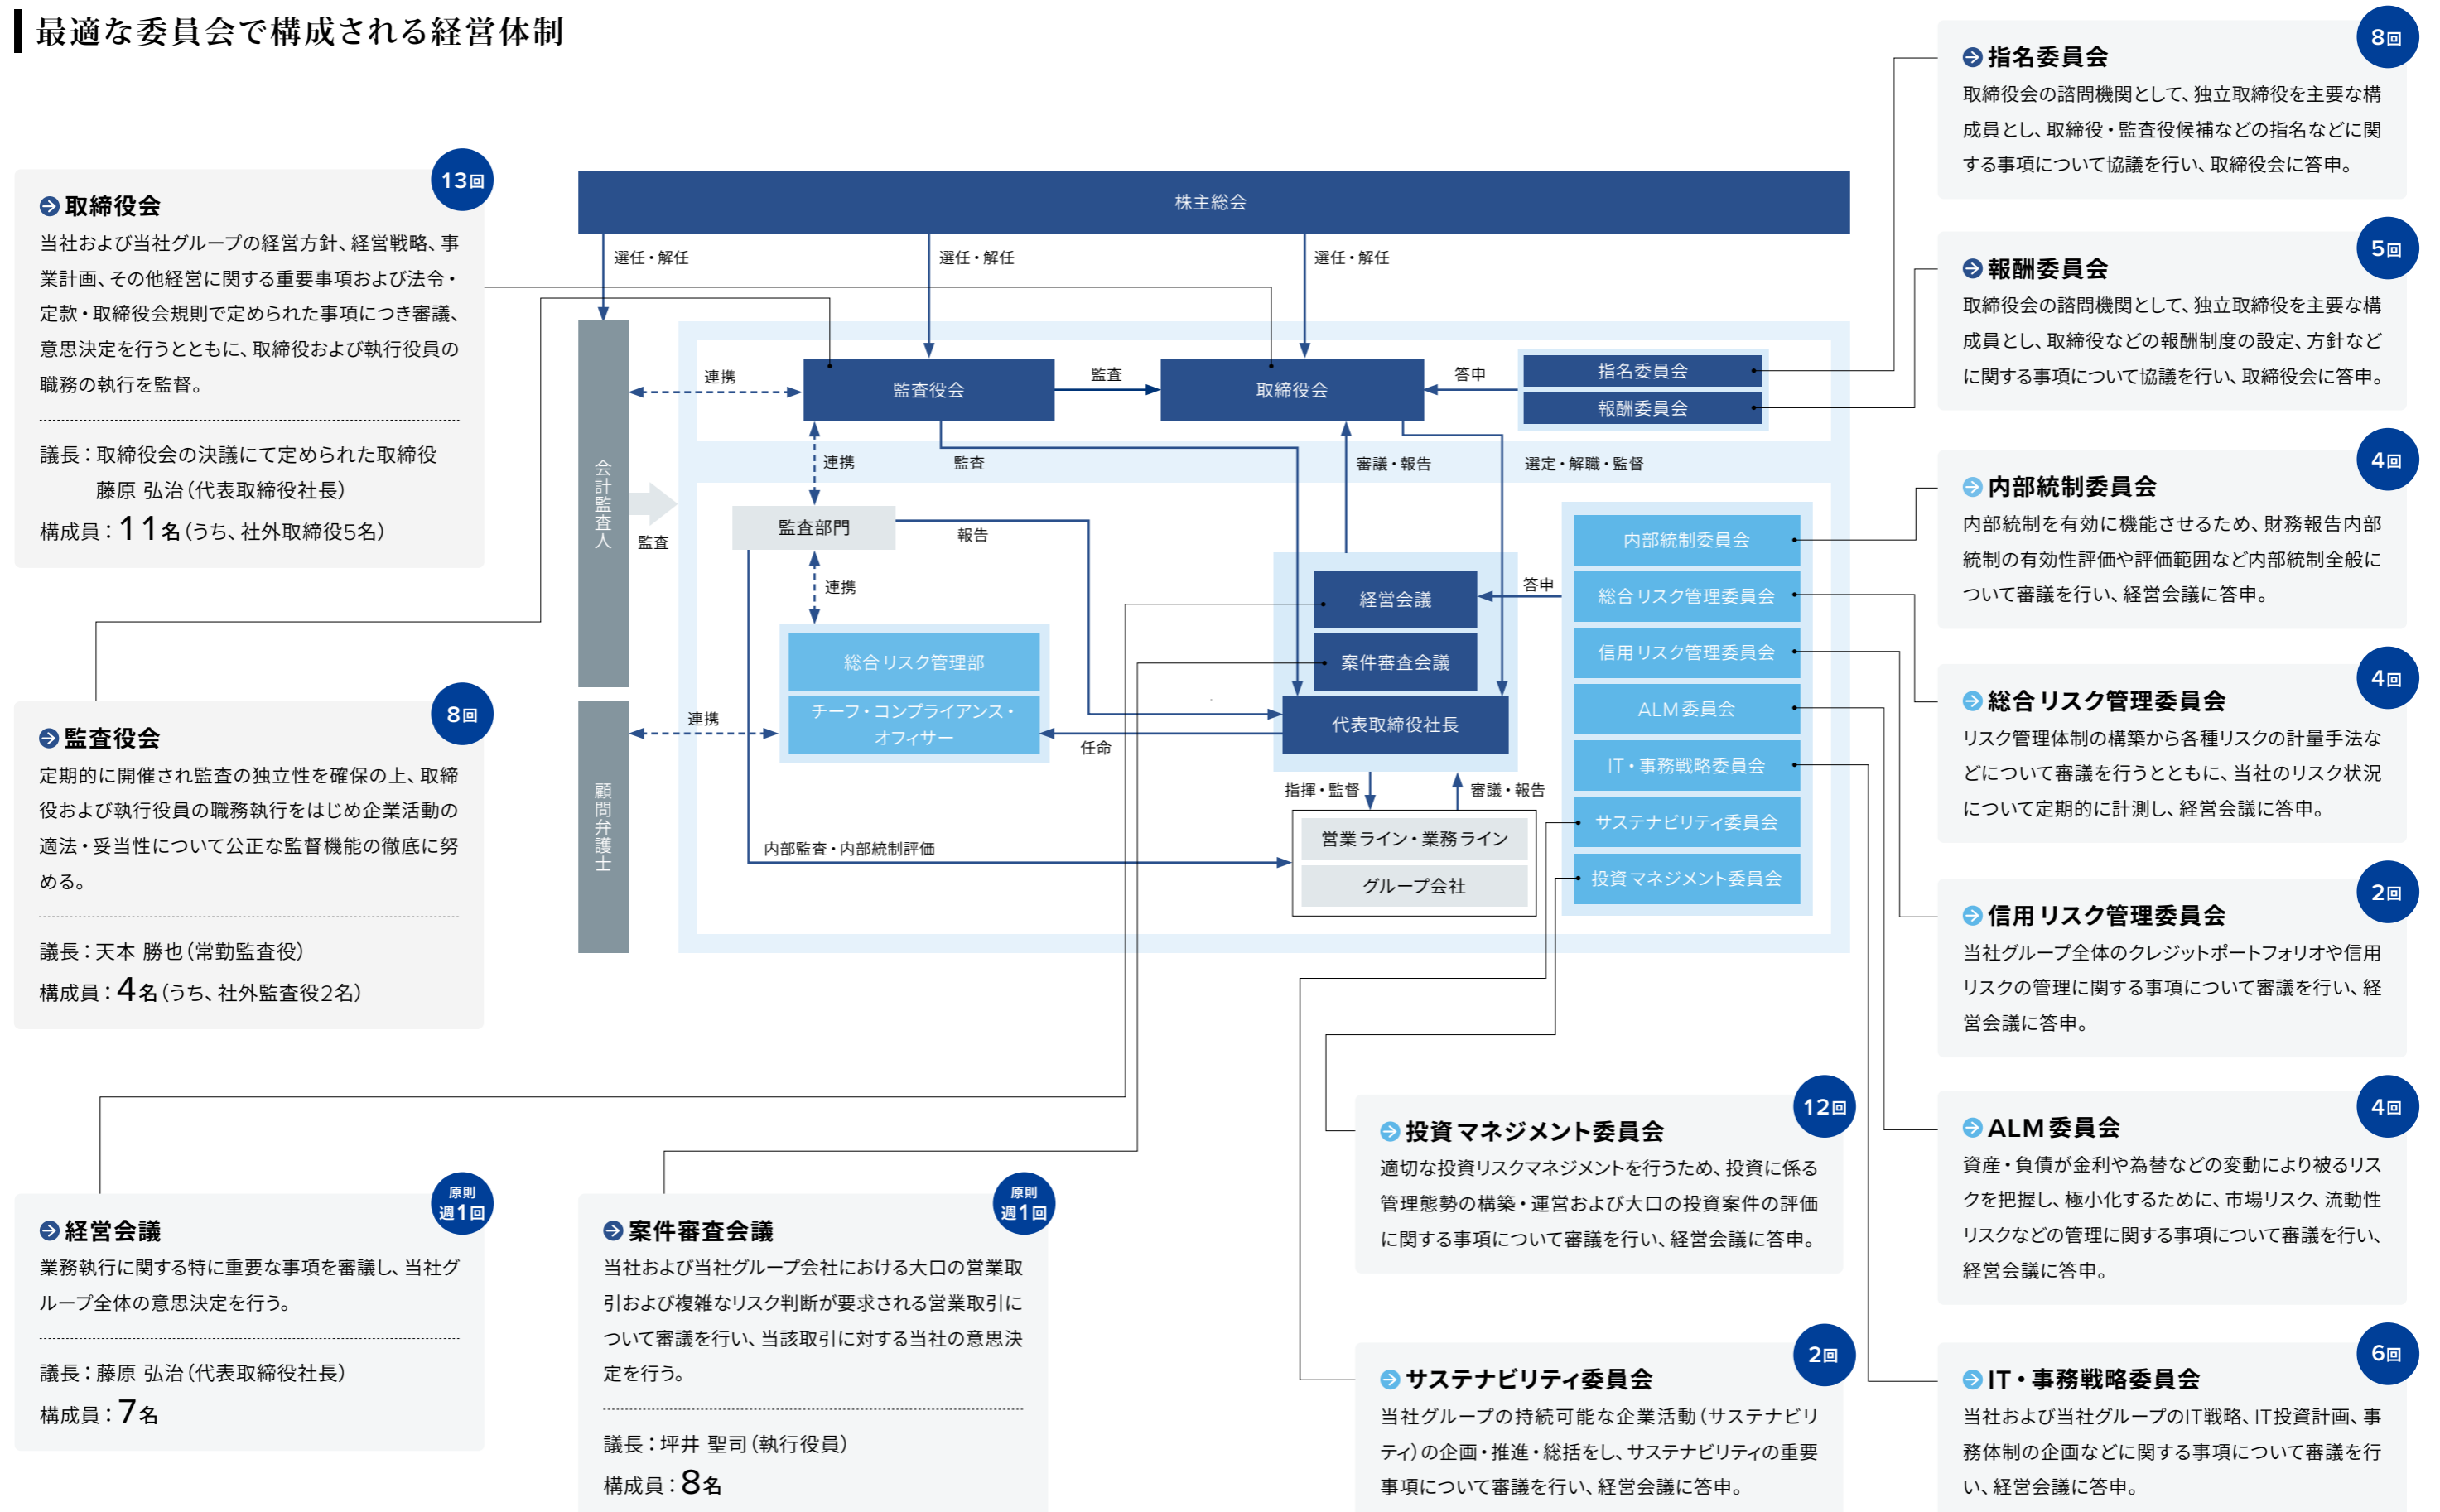 最適な委員会で構成される経営体制
13回
取締役会
当社および当社グループの経営方針、経営戦略、事
業計画、その他経営に関する重要事項および法令・
定款・取締役会規則で定められた事項につき審議、
意思決定を行うとともに、取締役および執行役員の
職務の執行を監督。
議長：取締役会の決議にて定められた取締役
藤原 弘治（代表取締役社長）
構成員：11名（うち、社外取締役5名）
8回
監査役会
定期的に開催され監査の独立性を確保の上、取締
役および執行役員の職務執行をはじめ企業活動の
適法・妥当性について公正な監督機能の徹底に努
める。
議長：天本 勝也（常勤監査役）
構成員：4名（うち、社外監査役2名）
原則
週1回
経営会議
業務執行に関する特に重要な事項を審議し、当社グ
ループ全体の意思決定を行う。
議長：藤原 弘治（代表取締役社長）
構成員：7名
原則
週1回
案件審査会議
当社および当社グループ会社における大口の営業取
引および複雑なリスク判断が要求される営業取引に
ついて審議を行い、当該取引に対する当社の意思決
定を行う。
議長：坪井 聖司（執行役員）
構成員：8名
株主総会
選任・解任
選任・解任
選任・解任
会計監査人
監査
顧問弁護士
連携
監査役会
監査
取締役会
答申
指名委員会
報酬委員会
連携
監査
審議・報告
選定・解職・監督
監査部門
報告
連携
総合リスク管理部
チーフ・コンプライアンス・
オフィサー
連携
任命
経営会議
案件審査会議
代表取締役社長
答申
内部統制委員会
総合リスク管理委員会
信用リスク管理委員会
ALM委員会
IT・事務戦略委員会
サステナビリティ委員会
投資マネジメント委員会
指揮・監督
審議・報告
内部監査・内部統制評価
営業ライン・業務ライン
グループ会社
8回
指名委員会
取締役会の諮問機関として、独立取締役を主要な構
成員とし、取締役・監査役候補などの指名などに関
する事項について協議を行い、取締役会に答申。
5回
報酬委員会
取締役会の諮問機関として、独立取締役を主要な構
成員とし、取締役などの報酬制度の設定、方針など
に関する事項について協議を行い、取締役会に答申。
4回
内部統制委員会
内部統制を有効に機能させるため、財務報告内部
統制の有効性評価や評価範囲など内部統制全般に
ついて審議を行い、経営会議に答申。
4回
総合リスク管理委員会
リスク管理体制の構築から各種リスクの計量手法な
どについて審議を行うとともに、当社のリスク状況
について定期的に計測し、経営会議に答申。
2回
信用リスク管理委員会
当社グループ全体のクレジットポートフォリオや信用
リスクの管理に関する事項について審議を行い、経
営会議に答申。
4回
ALM委員会
資産・負債が金利や為替などの変動により被るリス
クを把握し、極小化するために、市場リスク、流動性
リスクなどの管理に関する事項について審議を行い、
経営会議に答申。
6回
IT・事務戦略委員会
当社および当社グループのIT戦略、IT投資計画、事
務体制の企画などに関する事項について審議を行
い、経営会議に答申。
12回
投資マネジメント委員会
適切な投資リスクマネジメントを行うため、投資に係る
管理態勢の構築・運営および大口の投資案件の評価
に関する事項について審議を行い、経営会議に答申。
2回
サステナビリティ委員会
当社グループの持続可能な企業活動（サステナビリ
ティ）の企画・推進・総括をし、サステナビリティの重要
事項について審議を行い、経営会議に答申。